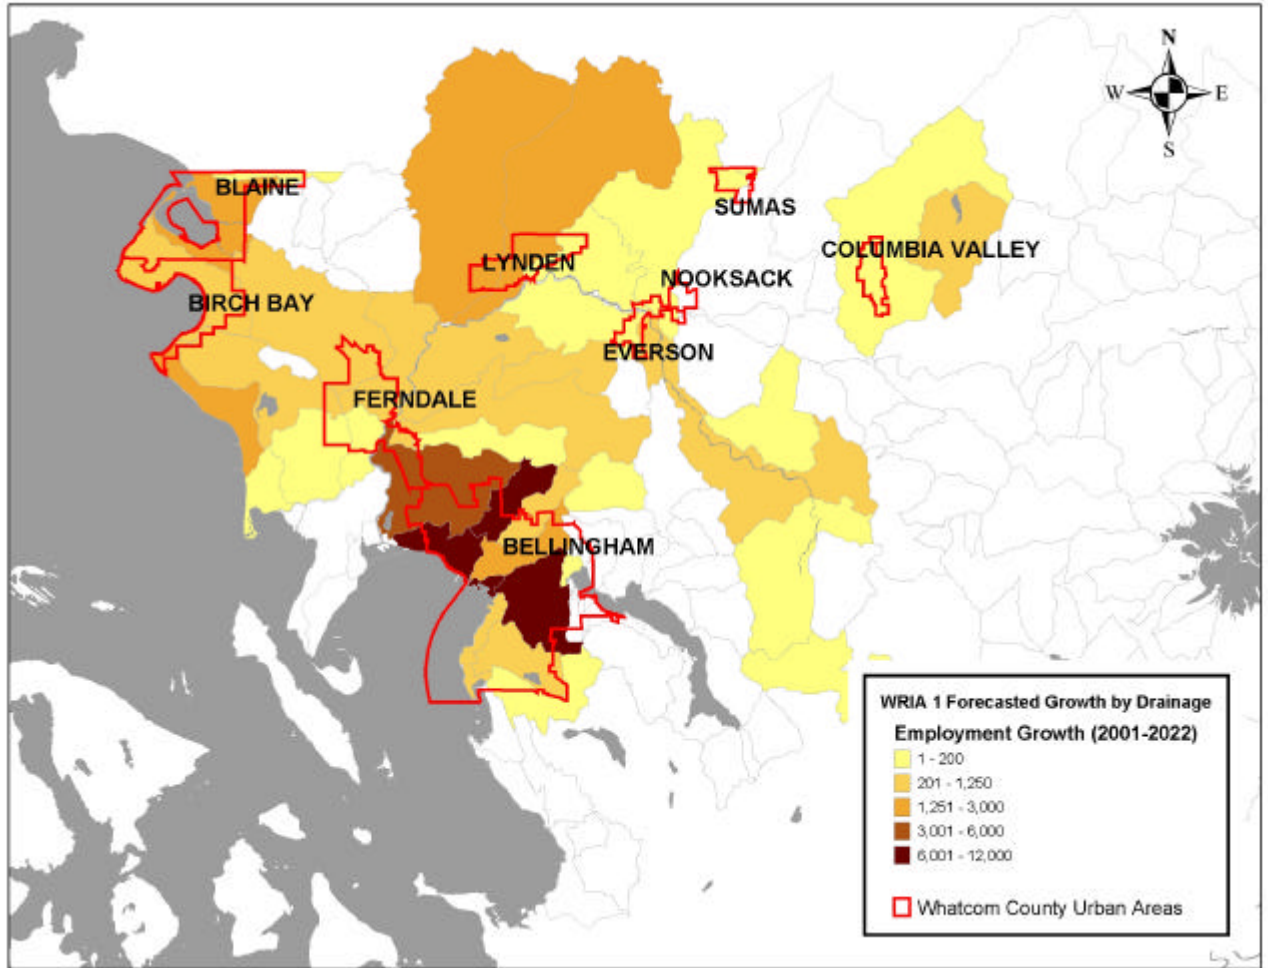 N
W E
S
BLAINE
SUMAS
COLUMBIA VALLEY
LYNDEN
NOOKSACK
BIRCH BAY
EVERSON
FERNDALE
BELLINGHAM
WRIA 1 Forecasted Growth by Drainage
Employment Growth (2001-2022)
1 - 200
201 - 1,250
1,251 - 3,000
3,001 - 6,000
6,001 - 12,000
Whatcom County Urban Areas